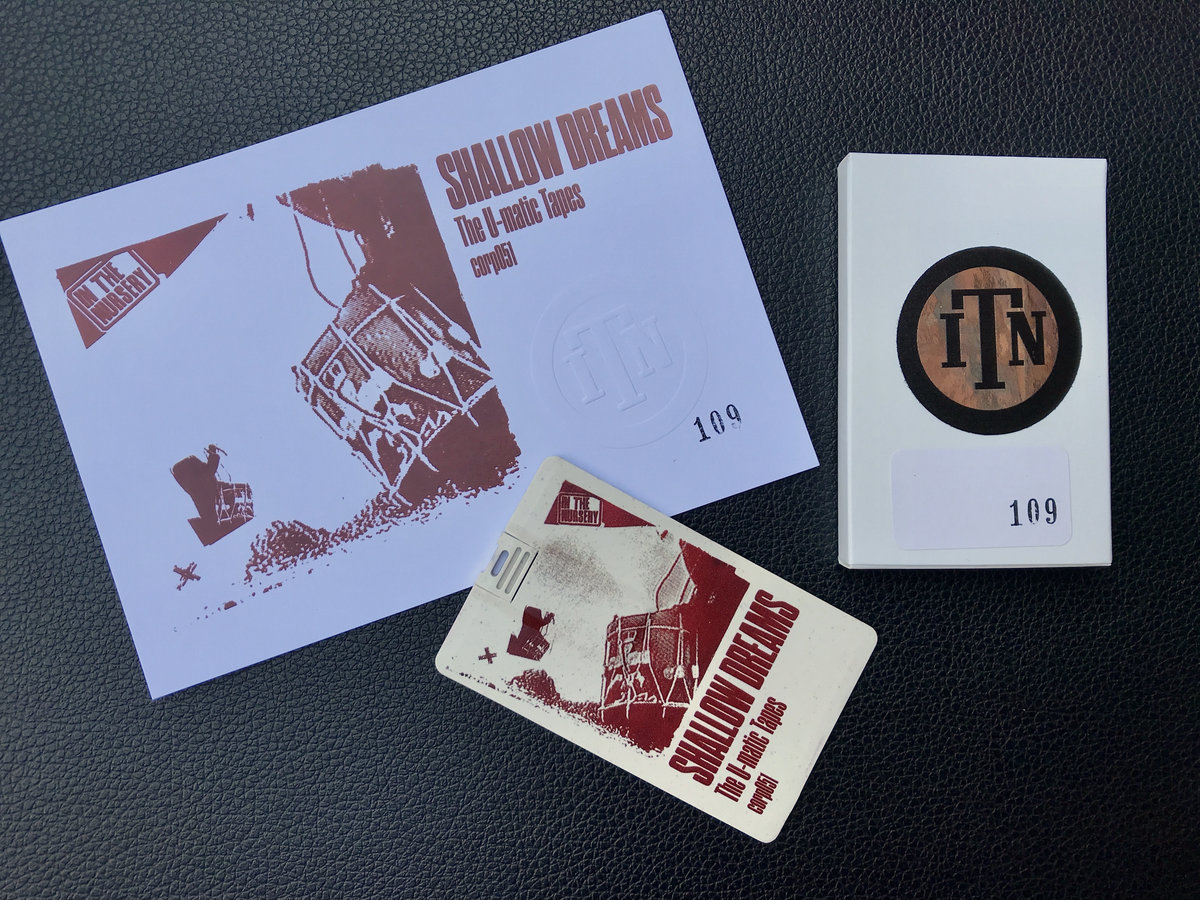 SHALLOW DREAMS
The U-matic Tapes
corp051
IN THE
NURSERY
ITN
109
ITN
109
IN THE
NURSERY
SHALLOW DREAMS
The U-matic Tapes
corp051